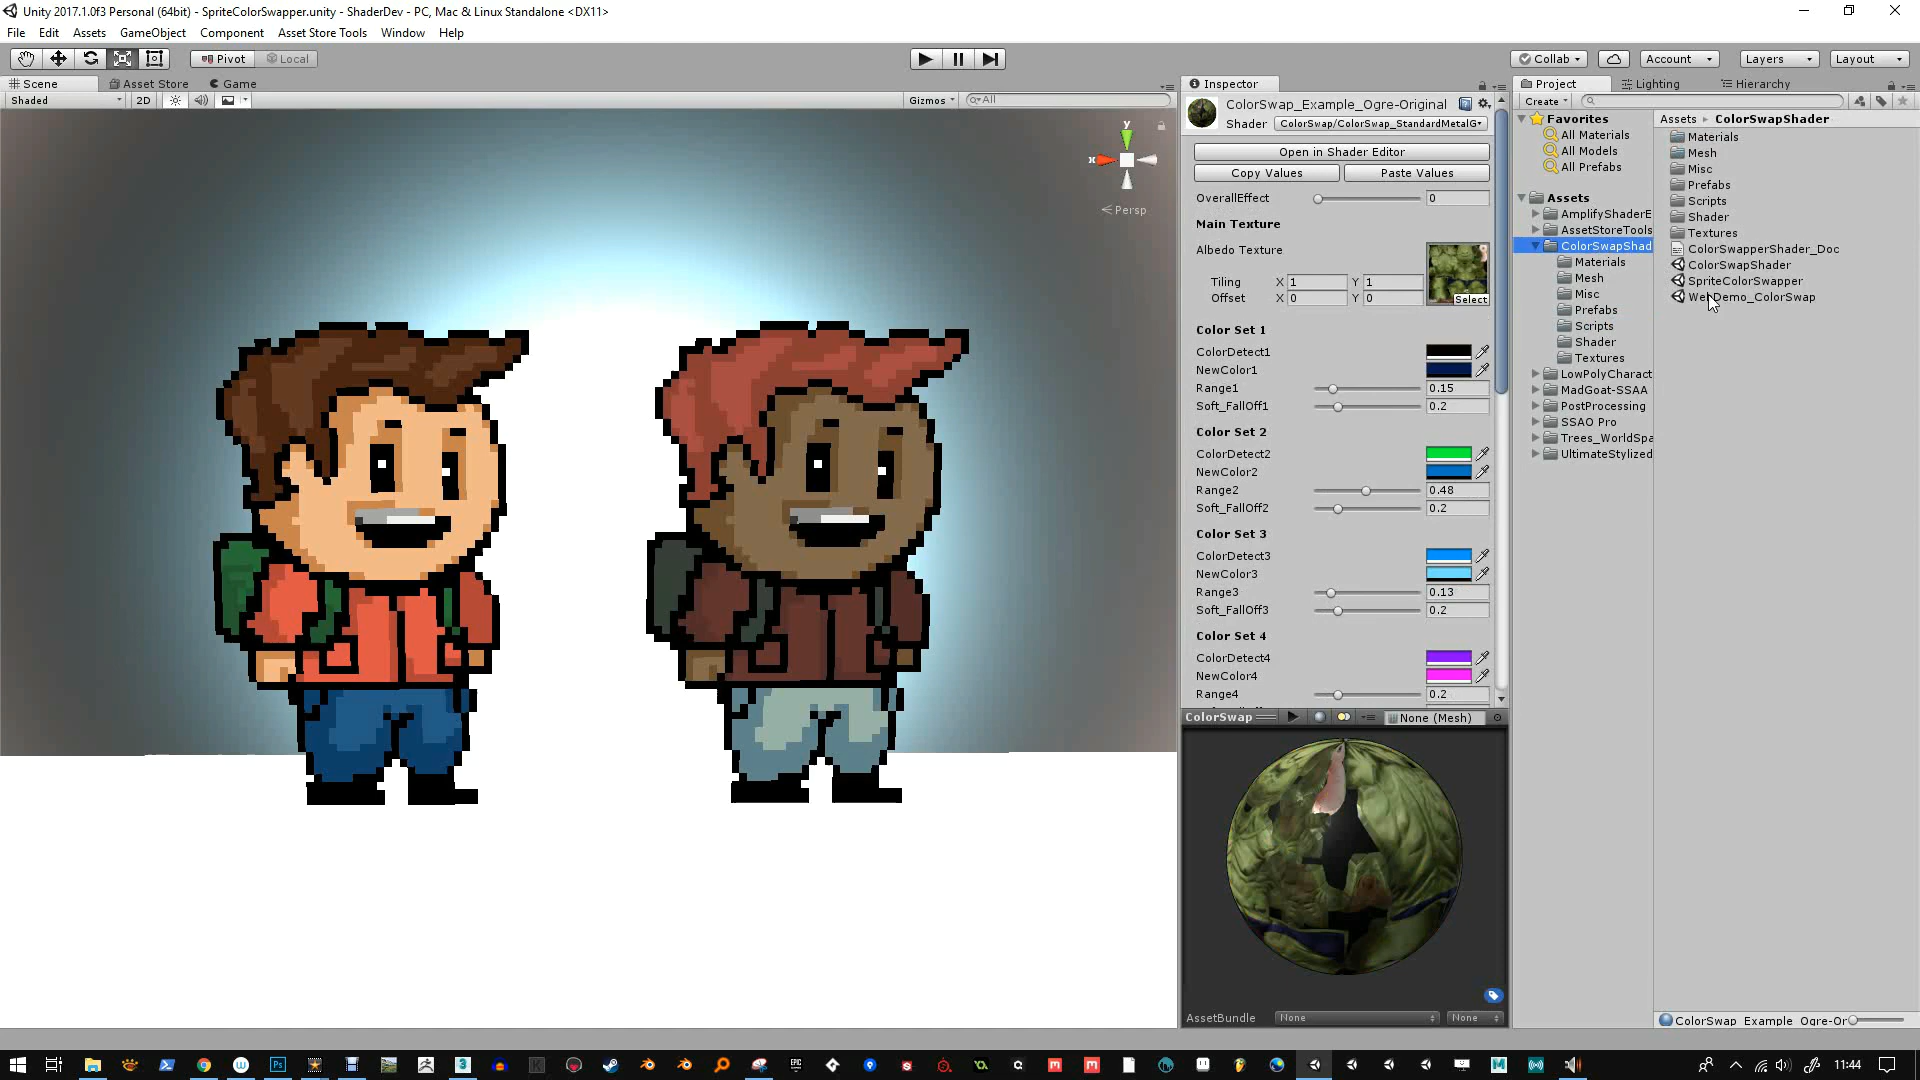 Unity 2017.1.0f3 Personal (64bit) - SpriteColorSwapper.unity - ShaderDev - PC, Mac & Linux Standalone <DX11>
File Edit Assets GameObject Component Asset Store Tools Window Help
Pivot Local
Collab Account Layers Layout
Scene Asset Store Game
Shaded 2D Gizmos All
y
x
Persp
Inspector
ColorSwap_Example_Ogre-Original
Shader ColorSwap/ColorSwap_StandardMetalG
Open in Shader Editor
Copy Values Paste Values
OverallEffect 0
Main Texture
Albedo Texture
Tiling X 1 Y 1
Offset X 0 Y 0
Select
Color Set 1
ColorDetect1
NewColor1
Range1 0.15
Soft_FallOff1 0.2
Color Set 2
ColorDetect2
NewColor2
Range2 0.48
Soft_FallOff2 0.2
Color Set 3
ColorDetect3
NewColor3
Range3 0.13
Soft_FallOff3 0.2
Color Set 4
ColorDetect4
NewColor4
Range4 0.2
ColorSwap None (Mesh)
AssetBundle None None
Project Lighting Hierarchy
Create
Favorites
All Materials
All Models
All Prefabs
Assets
AmplifyShaderE
AssetStoreTools
ColorSwapShad
Materials
Mesh
Misc
Prefabs
Scripts
Shader
Textures
LowPolyCharact
MadGoat-SSAA
PostProcessing
SSAO Pro
Trees_WorldSpa
UltimateStylized
Assets ColorSwapShader
Materials
Mesh
Misc
Prefabs
Scripts
Shader
Textures
ColorSwapperShader_Doc
ColorSwapShader
SpriteColorSwapper
WebDemo_ColorSwap
ColorSwap_Example_Ogre-Or
11:44